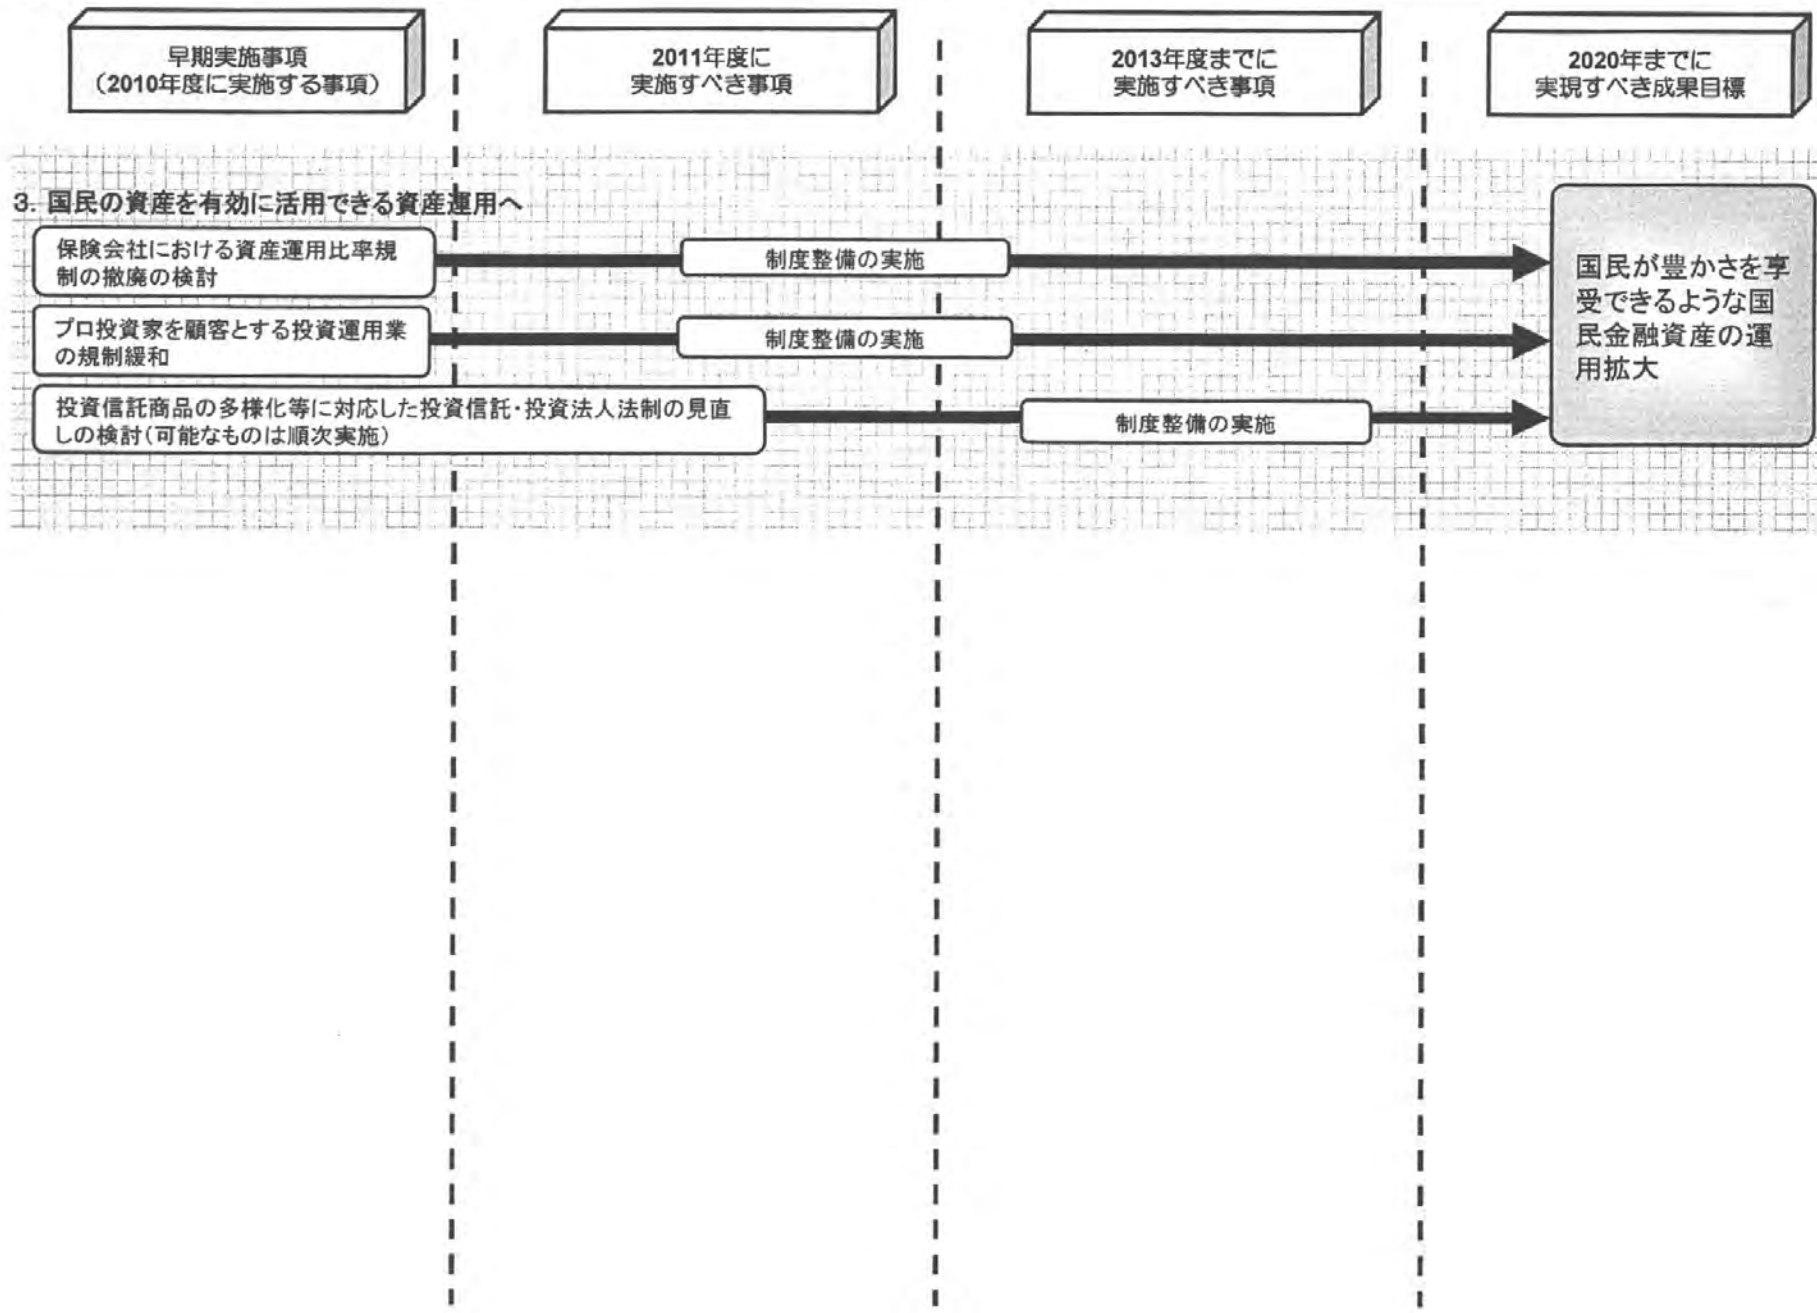 早期実施事項
（2010年度に実施する事項）
2011年度に
実施すべき事項
2013年度までに
実施すべき事項
2020年までに
実現すべき成果目標
3. 国民の資産を有効に活用できる資産運用へ
保険会社における資産運用比率規
制の撤廃の検討
制度整備の実施
プロ投資家を顧客とする投資運用業
の規制緩和
制度整備の実施
投資信託商品の多様化等に対応した投資信託・投資法人法制の見直
しの検討（可能なものは順次実施）
制度整備の実施
国民が豊かさを享
受できるような国
民金融資産の運
用拡大